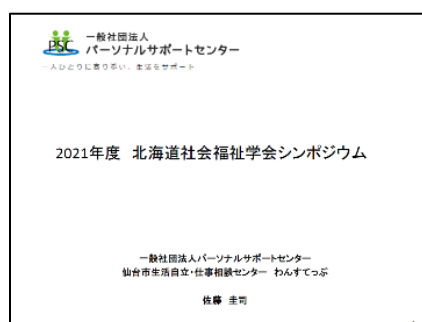 PSC
一般社団法人
パーソナルサポートセンター
一人ひとりに寄り添い、生活をサポート
2021年度 北海道社会福祉学会シンポジウム
一般社団法人パーソナルサポートセンター
仙台市生活自立・仕事相談センター わんすてっぷ
佐藤 圭司